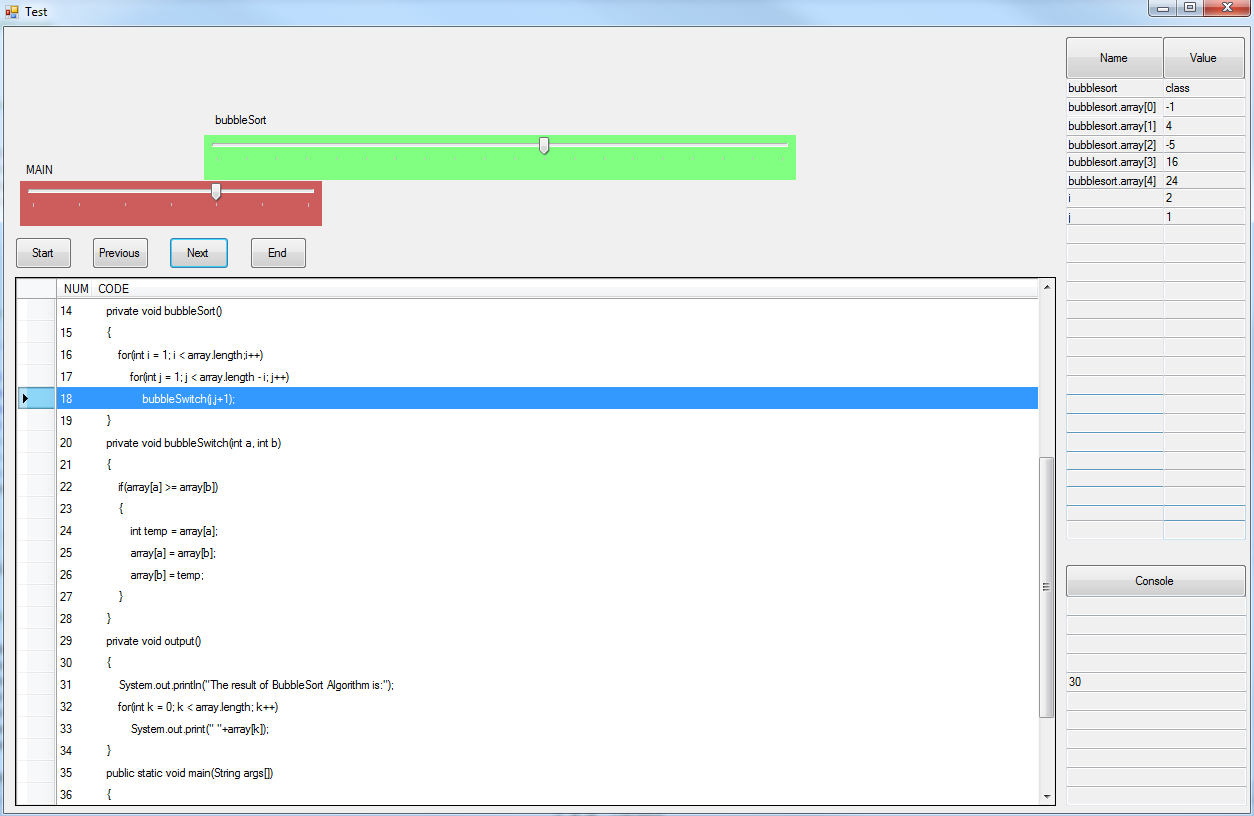 Test
bubbleSort
MAIN
Start Previous Next End
NUM CODE
14 private void bubbleSort()
15 {
16 for(int i = 1; i < array.length;i++)
17 for(int j = 1; j < array.length - i; j++)
18 bubbleSwitch(j,j+1);
19 }
20 private void bubbleSwitch(int a, int b)
21 {
22 if(array[a] >= array[b])
23 {
24 int temp = array[a];
25 array[a] = array[b];
26 array[b] = temp;
27 }
28 }
29 private void output()
30 {
31 System.out.println("The result of BubbleSort Algorithm is:");
32 for(int k = 0; k < array.length; k++)
33 System.out.print(" "+array[k]);
34 }
35 public static void main(String args[])
36 {
Name Value
bubblesort class
bubblesort.array[0] -1
bubblesort.array[1] 4
bubblesort.array[2] -5
bubblesort.array[3] 16
bubblesort.array[4] 24
i 2
j 1
Console
30